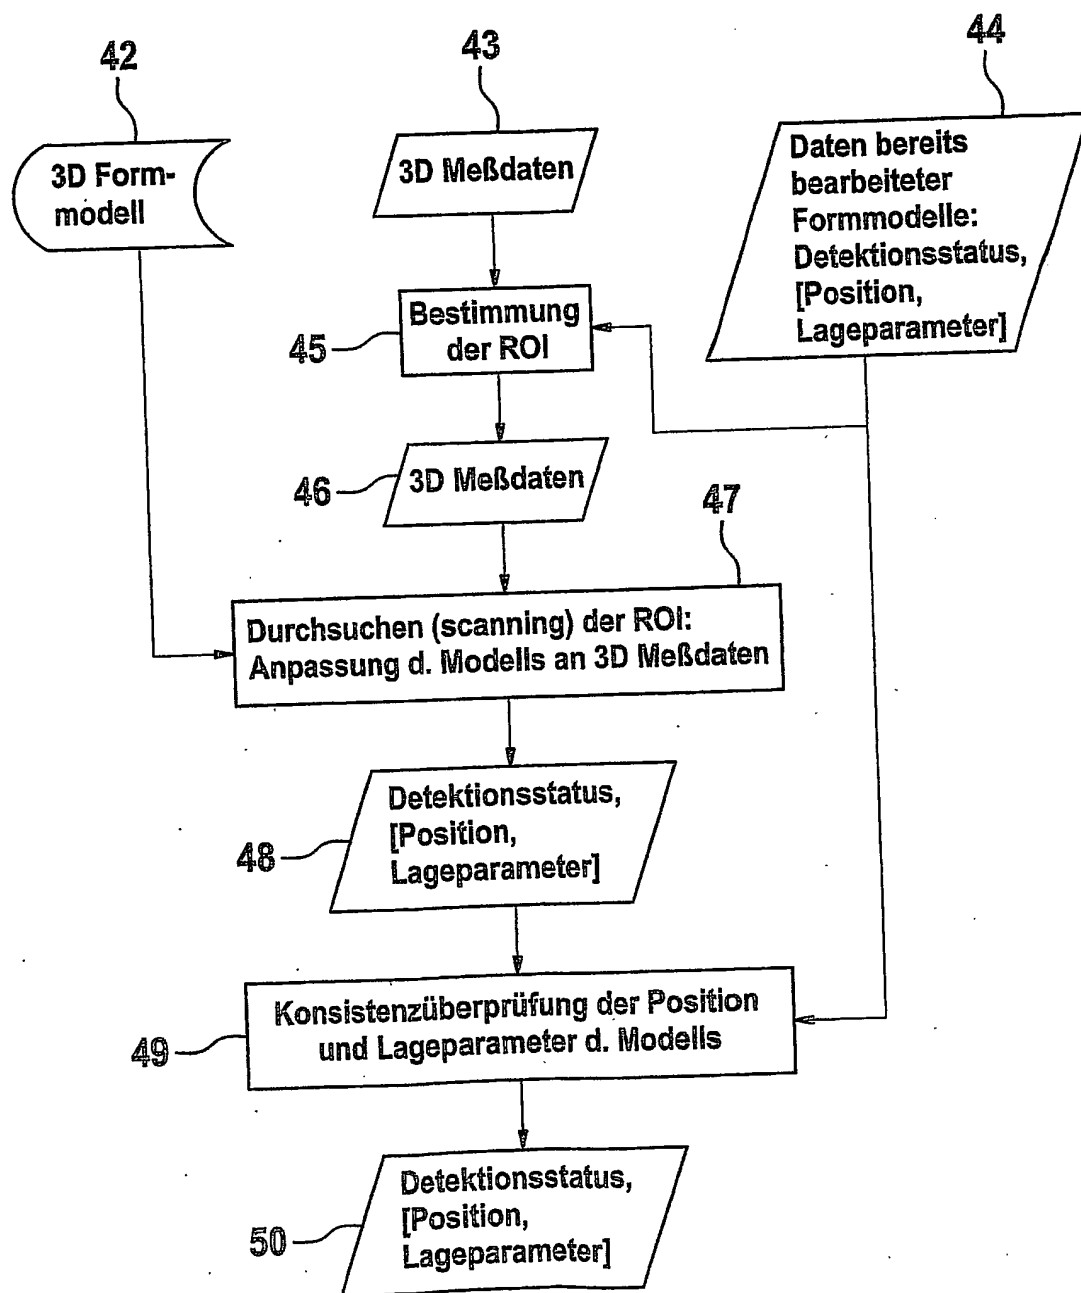 42
43
44
3D Form-
modell
3D Meßdaten
Daten bereits
bearbeiteter
Formmodelle:
Detektionsstatus,
[Position,
Lageparameter]
45
Bestimmung
der ROI
46
3D Meßdaten
47
Durchsuchen (scanning) der ROI:
Anpassung d. Modells an 3D Meßdaten
48
Detektionsstatus,
[Position,
Lageparameter]
49
Konsistenzüberprüfung der Position
und Lageparameter d. Modells
50
Detektionsstatus,
[Position,
Lageparameter]